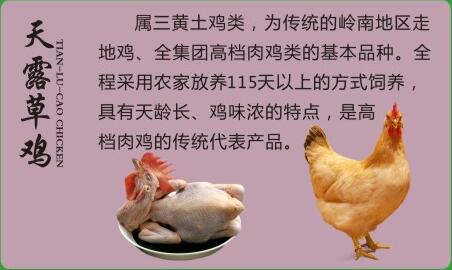 天露草鸡
TIAN-LU-CAO CHICKEN
属三黄土鸡类，为传统的岭南地区走
地鸡、全集团高档肉鸡类的基本品种。全
程采用农家放养115天以上的方式饲养，
具有天龄长、鸡味浓的特点，是高
档肉鸡的传统代表产品。